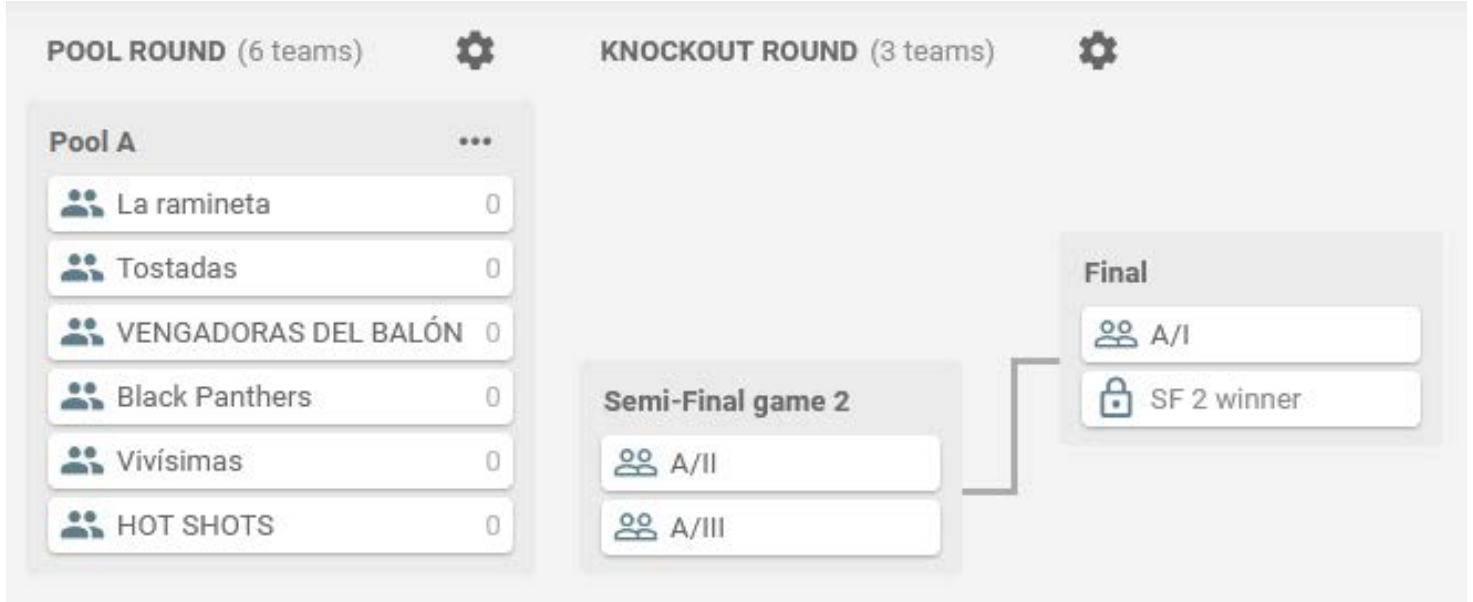 POOL ROUND (6 teams)
KNOCKOUT ROUND (3 teams)
Pool A
La ramineta 0
Tostadas 0
VENGADORAS DEL BALÓN 0
Black Panthers 0
Vivísimas 0
HOT SHOTS 0
Semi-Final game 2
A/II
A/III
Final
A/I
SF 2 winner